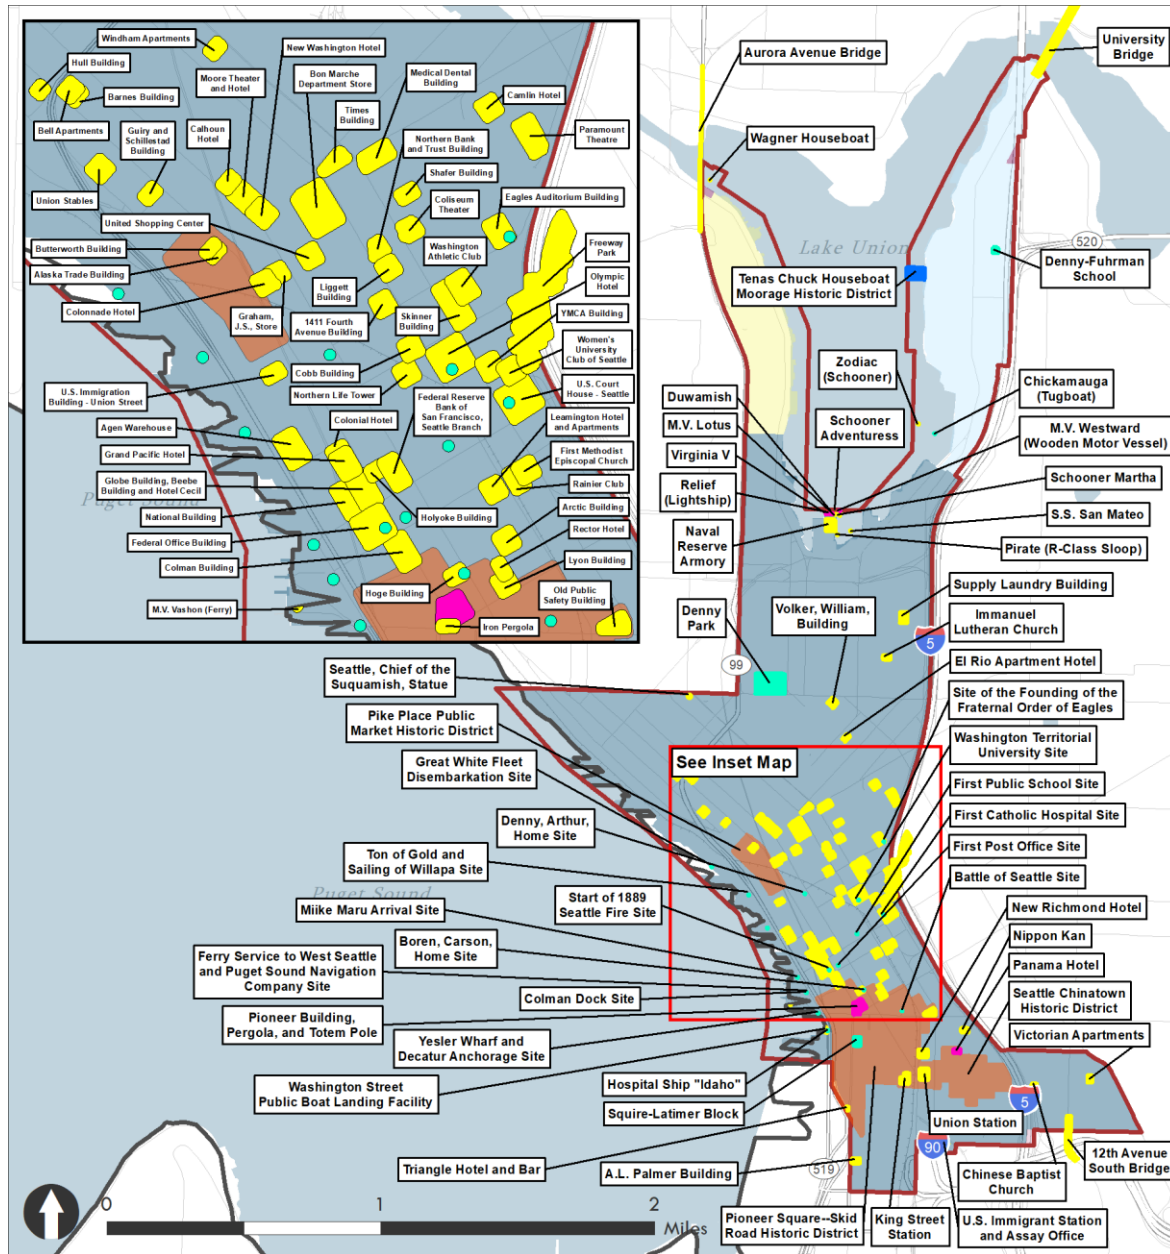 Windham Apartments
Hull Building
New Washington Hotel
Moore Theater
and Hotel
Bon Marche
Department Store
Medical Dental
Building
Camlin Hotel
Barnes Building
Times
Building
Paramount
Theatre
Bell Apartments
Guiry and
Schillestad
Building
Calhoun
Hotel
Northern Bank
and Trust Building
Shafer Building
Union Stables
Coliseum
Theater
Eagles Auditorium Building
United Shopping Center
Butterworth Building
Washington
Athletic Club
Freeway
Park
Alaska Trade Building
Liggett
Building
Olympic
Hotel
Colonnade Hotel
Graham,
J.S., Store
1411 Fourth
Avenue Building
Skinner
Building
YMCA Building
Women's
University
Club of Seattle
Cobb Building
U.S. Immigration
Building - Union Street
Northern Life Tower
Federal Reserve
Bank of
San Francisco,
Seattle Branch
U.S. Court
House - Seattle
Colonial Hotel
Leamington Hotel
and Apartments
Agen Warehouse
Grand Pacific Hotel
First Methodist
Episcopal Church
Globe Building, Beebe
Building and Hotel Cecil
Rainier Club
Puget Sound
National Building
Holyoke Building
Arctic Building
Federal Office Building
Rector Hotel
Colman Building
Lyon Building
Hoge Building
Old Public
Safety Building
M.V. Vashon (Ferry)
Iron Pergola
Aurora Avenue Bridge
University
Bridge
Wagner Houseboat
Lake Union
520
Denny-Fuhrman
School
Tenas Chuck Houseboat
Moorage Historic District
Zodiac
(Schooner)
Chickamauga
(Tugboat)
Duwamish
M.V. Lotus
Schooner
Adventuress
M.V. Westward
(Wooden Motor Vessel)
Virginia V
Schooner Martha
Relief
(Lightship)
S.S. San Mateo
Naval
Reserve
Armory
Pirate (R-Class Sloop)
Supply Laundry Building
Denny
Park
Volker, William,
Building
Immanuel
Lutheran Church
5
99
El Rio Apartment Hotel
Seattle, Chief of the
Suquamish, Statue
Site of the Founding of the
Fraternal Order of Eagles
Pike Place Public
Market Historic District
Washington Territorial
University Site
Great White Fleet
Disembarkation Site
See Inset Map
First Public School Site
Denny, Arthur,
Home Site
First Catholic Hospital Site
First Post Office Site
Ton of Gold and
Sailing of Willapa Site
Battle of Seattle Site
Puget Sound
Start of 1889
Seattle Fire Site
New Richmond Hotel
Miike Maru Arrival Site
Nippon Kan
Boren, Carson,
Home Site
Ferry Service to West Seattle
and Puget Sound Navigation
Company Site
Panama Hotel
Colman Dock Site
Seattle Chinatown
Historic District
Pioneer Building,
Pergola, and Totem Pole
Victorian Apartments
Yesler Wharf and
Decatur Anchorage Site
Washington Street
Public Boat Landing Facility
Hospital Ship "Idaho"
Squire-Latimer Block
5
Union Station
90
Triangle Hotel and Bar
A.L. Palmer Building
519
Chinese Baptist
Church
12th Avenue
South Bridge
Pioneer Square--Skid
Road Historic District
King Street
Station
U.S. Immigrant Station
and Assay Office
0 1 2
Miles